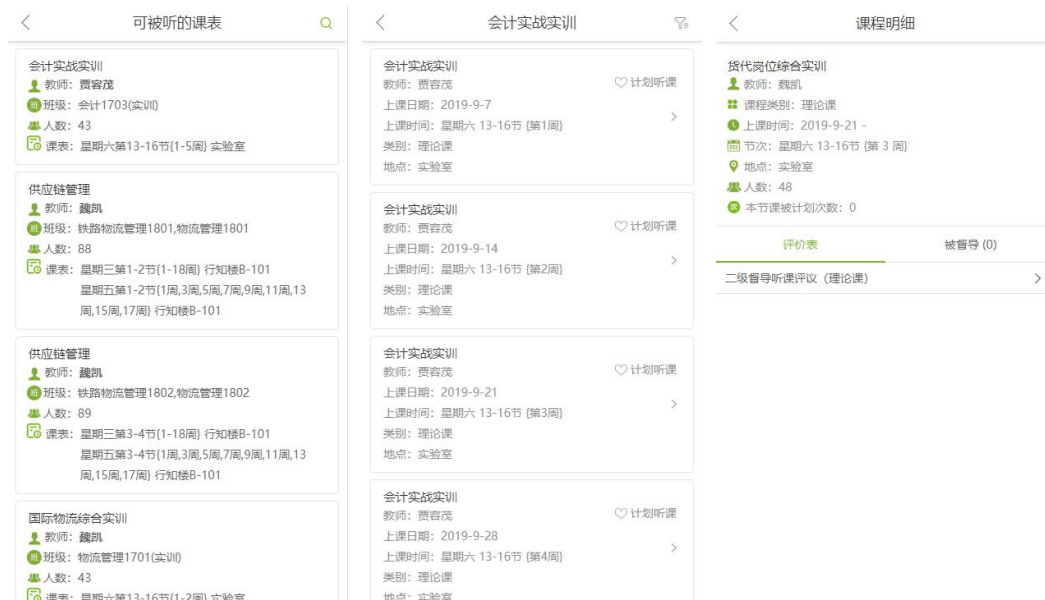 可被听的课表
会计实战实训
教师：贾容茂
班级：会计1703(实训)
人数：43
课表：星期六第13-16节{1-5周} 实验室
供应链管理
教师：魏凯
班级：铁路物流管理1801,物流管理1801
人数：88
课表：星期三第1-2节{1-18周} 行知楼B-101
星期五第1-2节{1周,3周,5周,7周,9周,11周,13
周,15周,17周} 行知楼B-101
供应链管理
教师：魏凯
班级：铁路物流管理1802,物流管理1802
人数：89
课表：星期三第3-4节{1-18周} 行知楼B-101
星期五第3-4节{1周,3周,5周,7周,9周,11周,13
周,15周,17周} 行知楼B-101
国际物流综合实训
教师：魏凯
班级：物流管理1701(实训)
人数：43
课表：星期六第13-16节{1-2周} 实验室
会计实战实训
会计实战实训
教师：贾容茂
计划听课
上课日期：2019-9-7
上课时间：星期六 13-16节 {第1周}
类别：理论课
地点：实验室
会计实战实训
教师：贾容茂
计划听课
上课日期：2019-9-14
上课时间：星期六 13-16节 {第2周}
类别：理论课
地点：实验室
会计实战实训
教师：贾容茂
计划听课
上课日期：2019-9-21
上课时间：星期六 13-16节 {第3周}
类别：理论课
地点：实验室
会计实战实训
教师：贾容茂
计划听课
上课日期：2019-9-28
上课时间：星期六 13-16节 {第4周}
类别：理论课
地点：实验室
课程明细
货代岗位综合实训
教师：魏凯
课程类别：理论课
上课时间：2019-9-21 -
节次：星期六 13-16节 {第 3 周}
地点：实验室
人数：48
本节课被计划次数：0
评价表
被督导 (0)
二级督导听课评议（理论课）